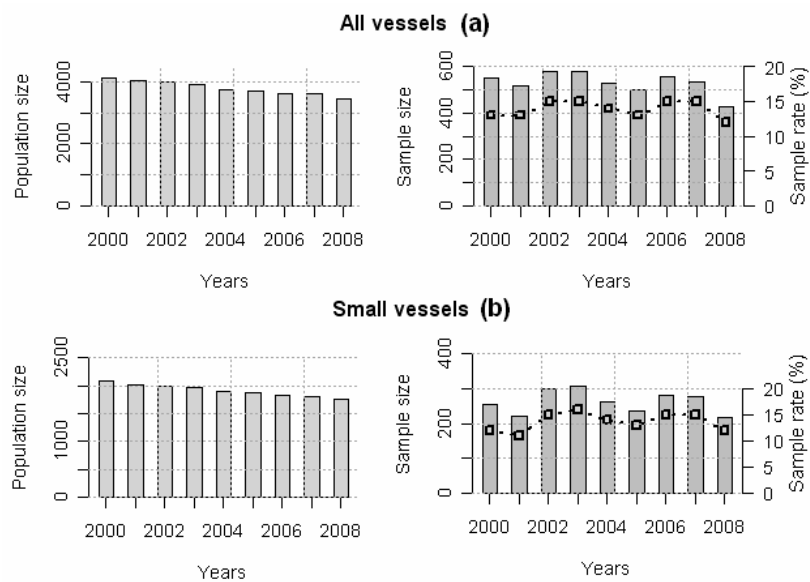 All vessels (a)
Population size
0
2000
4000
2000 2002 2004 2006 2008
Years
Sample size
0
200
400
600
Sample rate (%)
0
5
10
15
20
2000 2002 2004 2006 2008
Years
Small vessels (b)
Population size
0
1000
2500
2000 2002 2004 2006 2008
Years
Sample size
0
200
400
Sample rate (%)
0
5
10
15
20
2000 2002 2004 2006 2008
Years